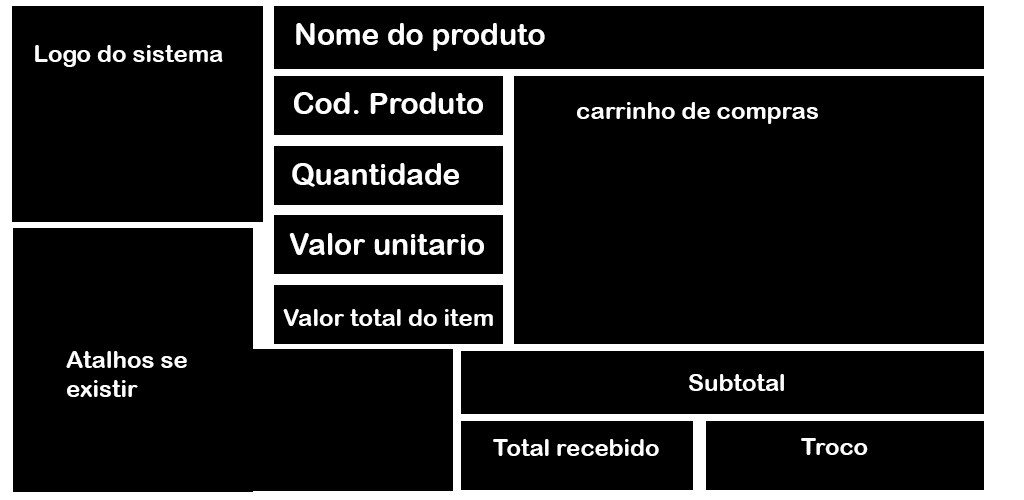 Logo do sistema
Nome do produto
Cod. Produto
carrinho de compras
Quantidade
Valor unitario
Valor total do item
Atalhos se
existir
Subtotal
Total recebido
Troco